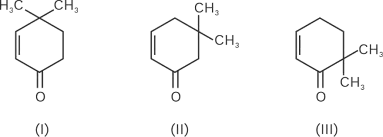 H₃C CH₃
O
(I)
CH₃
CH₃
O
(II)
CH₃
O CH₃
(III)